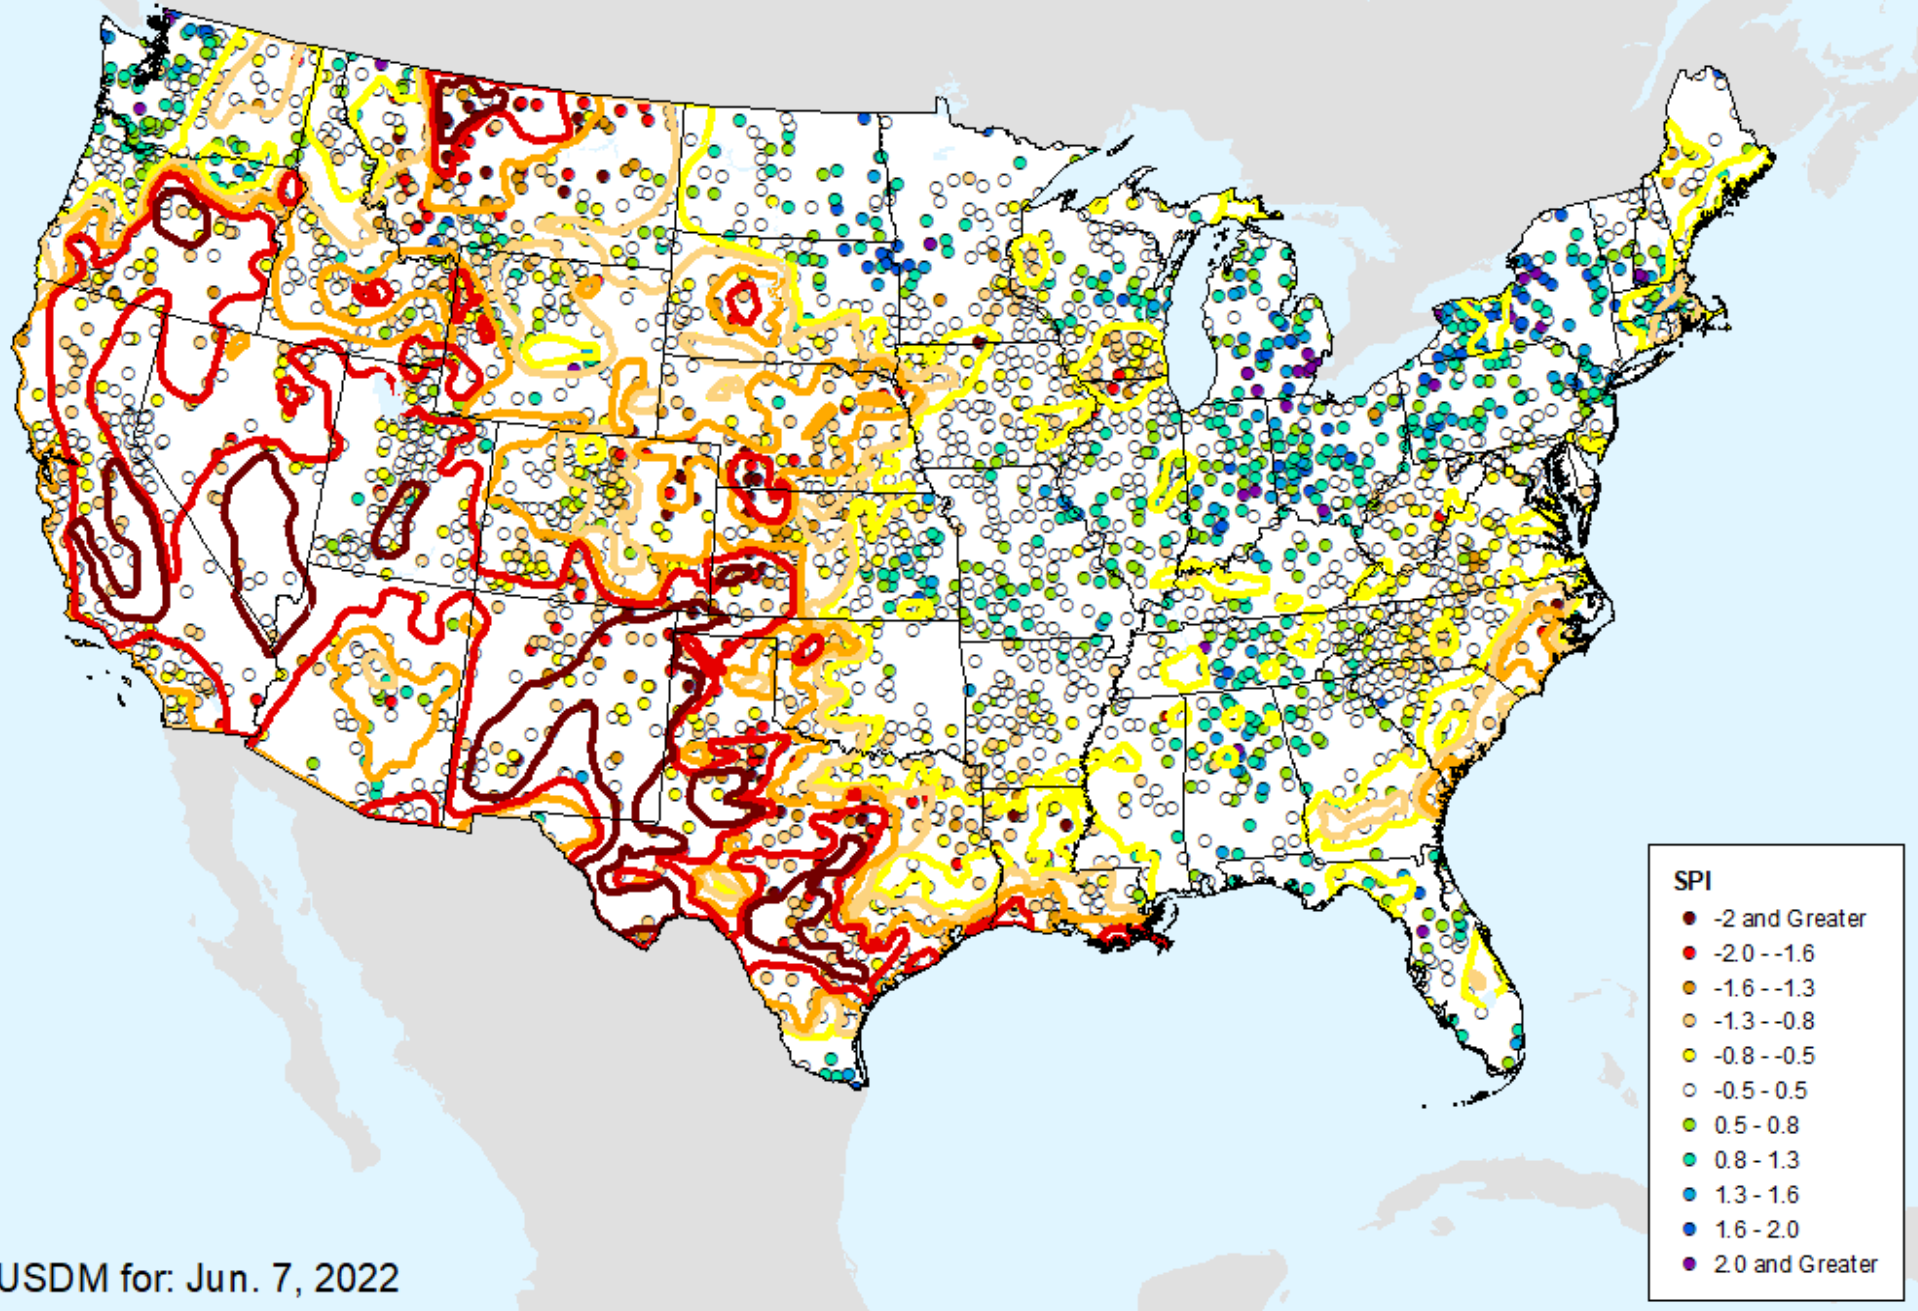 SPI
-2 and Greater
-2.0 - -1.6
-1.6 - -1.3
-1.3 - -0.8
-0.8 - -0.5
-0.5 - 0.5
0.5 - 0.8
0.8 - 1.3
1.3 - 1.6
1.6 - 2.0
2.0 and Greater
USDM for: Jun. 7, 2022